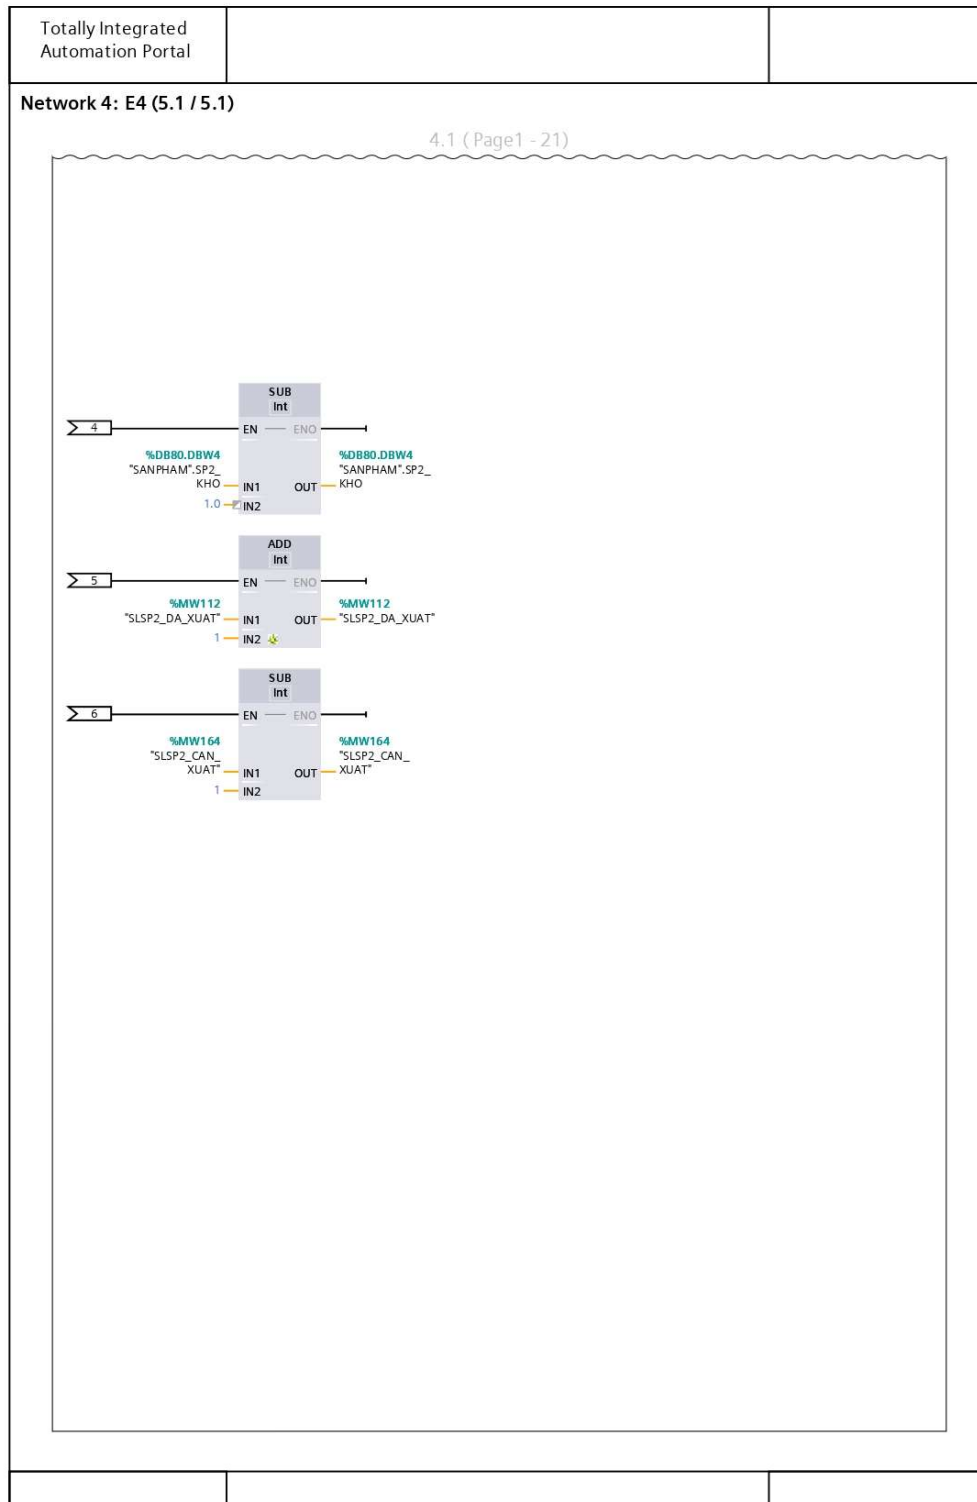 Totally Integrated
Automation Portal
Network 4: E4 (5.1 / 5.1)
4.1 ( Page1 - 21)
SUB
Int
4
EN
ENO
%DB80.DBW4
%DB80.DBW4
"SANPHAM".SP2_
"SANPHAM".SP2_
KHO
IN1
OUT
KHO
1.0
IN2
ADD
Int
5
EN
ENO
%MW112
%MW112
"SLSP2_DA_XUAT"
IN1
OUT
"SLSP2_DA_XUAT"
1
IN2
SUB
Int
6
EN
ENO
%MW164
%MW164
"SLSP2_CAN_
"SLSP2_CAN_
XUAT"
IN1
OUT
XUAT"
1
IN2